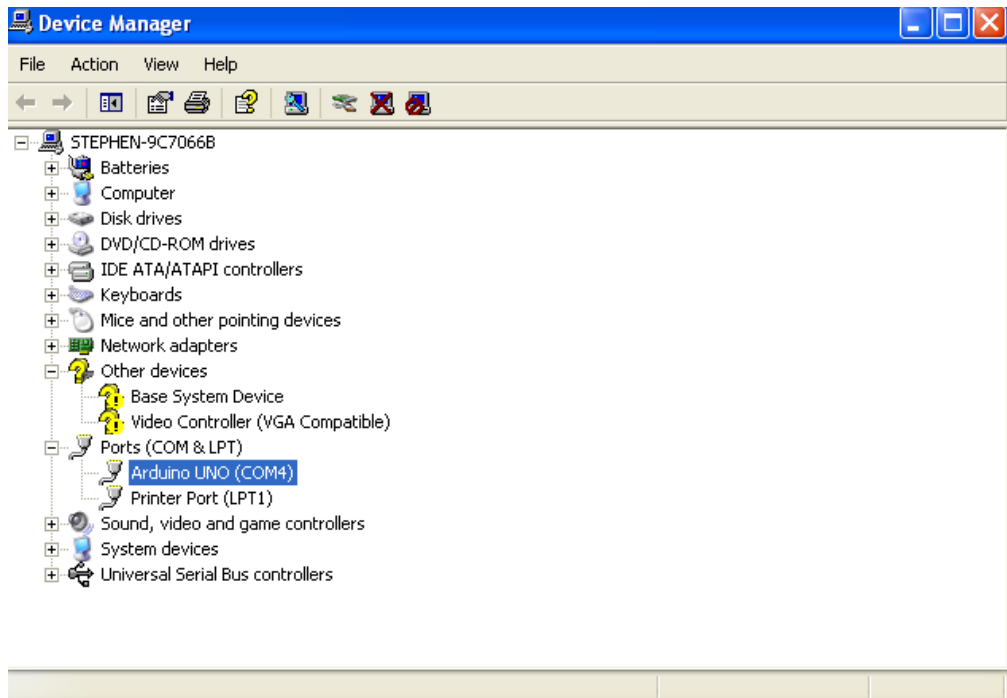 Device Manager
File Action View Help
STEPHEN-9C7066B
Batteries
Computer
Disk drives
DVD/CD-ROM drives
IDE ATA/ATAPI controllers
Keyboards
Mice and other pointing devices
Network adapters
Other devices
Base System Device
Video Controller (VGA Compatible)
Ports (COM & LPT)
Arduino UNO (COM4)
Printer Port (LPT1)
Sound, video and game controllers
System devices
Universal Serial Bus controllers